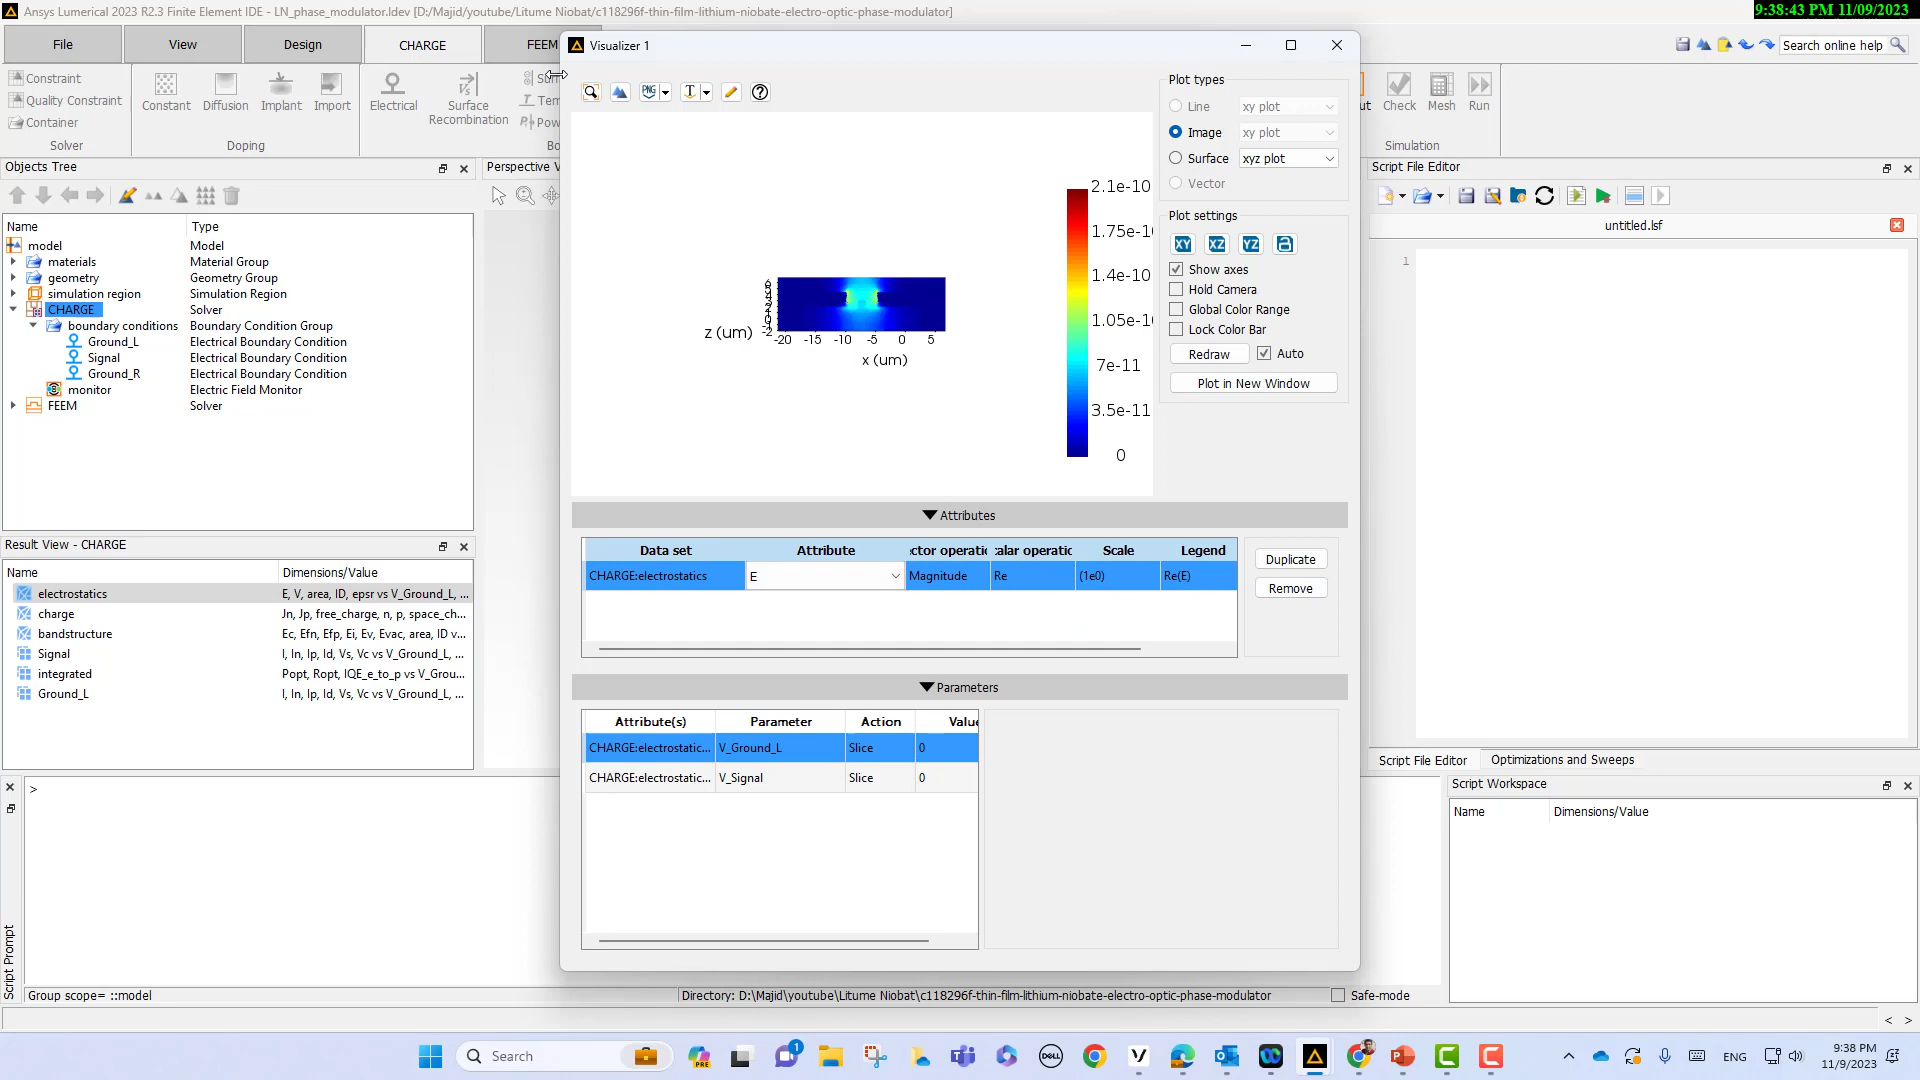 Ansys Lumerical 2023 R2.3 Finite Element IDE - LN_phase_modulator.ldev [D:/Majid/youtube/Litume Niobat/c118296f-thin-film-lithium-niobate-electro-optic-phase-modulator]
9:38:43 PM 11/09/2023
File View Design CHARGE FEEM
Search online help
Constraint
Quality Constraint
Container
Solver
Constant Diffusion Implant Import
Doping
Electrical Surface Recombination
Check Mesh Run
Simulation
Objects Tree
Name Type
model Model
materials Material Group
geometry Geometry Group
simulation region Simulation Region
CHARGE Solver
boundary conditions Boundary Condition Group
Ground_L Electrical Boundary Condition
Signal Electrical Boundary Condition
Ground_R Electrical Boundary Condition
monitor Electric Field Monitor
FEEM Solver
Result View - CHARGE
Name Dimensions/Value
electrostatics E, V, area, ID, epsr vs V_Ground_L, ...
charge Jn, Jp, free_charge, n, p, space_ch...
bandstructure Ec, Efn, Efp, Ei, Ev, Evac, area, ID v...
Signal I, In, Ip, Id, Vs, Vc vs V_Ground_L, ...
integrated Popt, Ropt, IQE_e_to_p vs V_Grou...
Ground_L I, In, Ip, Id, Vs, Vc vs V_Ground_L, ...
Perspective V
Visualizer 1
PNG T
z (um)
-20 -15 -10 -5 0 5
x (um)
2.1e-10
1.75e-1
1.4e-10
1.05e-1
7e-11
3.5e-11
0
Plot types
Line xy plot
Image xy plot
Surface xyz plot
Vector
Plot settings
XY XZ YZ
Show axes
Hold Camera
Global Color Range
Lock Color Bar
Redraw Auto
Plot in New Window
Attributes
Data set Attribute ctor operatic alar operatic Scale Legend
CHARGE:electrostatics E Magnitude Re (1e0) Re(E)
Duplicate
Remove
Parameters
Attribute(s) Parameter Action Value
CHARGE:electrostatic... V_Ground_L Slice 0
CHARGE:electrostatic... V_Signal Slice 0
Script File Editor
untitled.lsf
1
Script File Editor Optimizations and Sweeps
Script Workspace
Name Dimensions/Value
Script Prompt
>
Group scope= ::model
Directory: D:\Majid\youtube\Litume Niobat\c118296f-thin-film-lithium-niobate-electro-optic-phase-modulator
Safe-mode
< >
Search
PRE
1
DELL
ENG
9:38 PM
11/9/2023